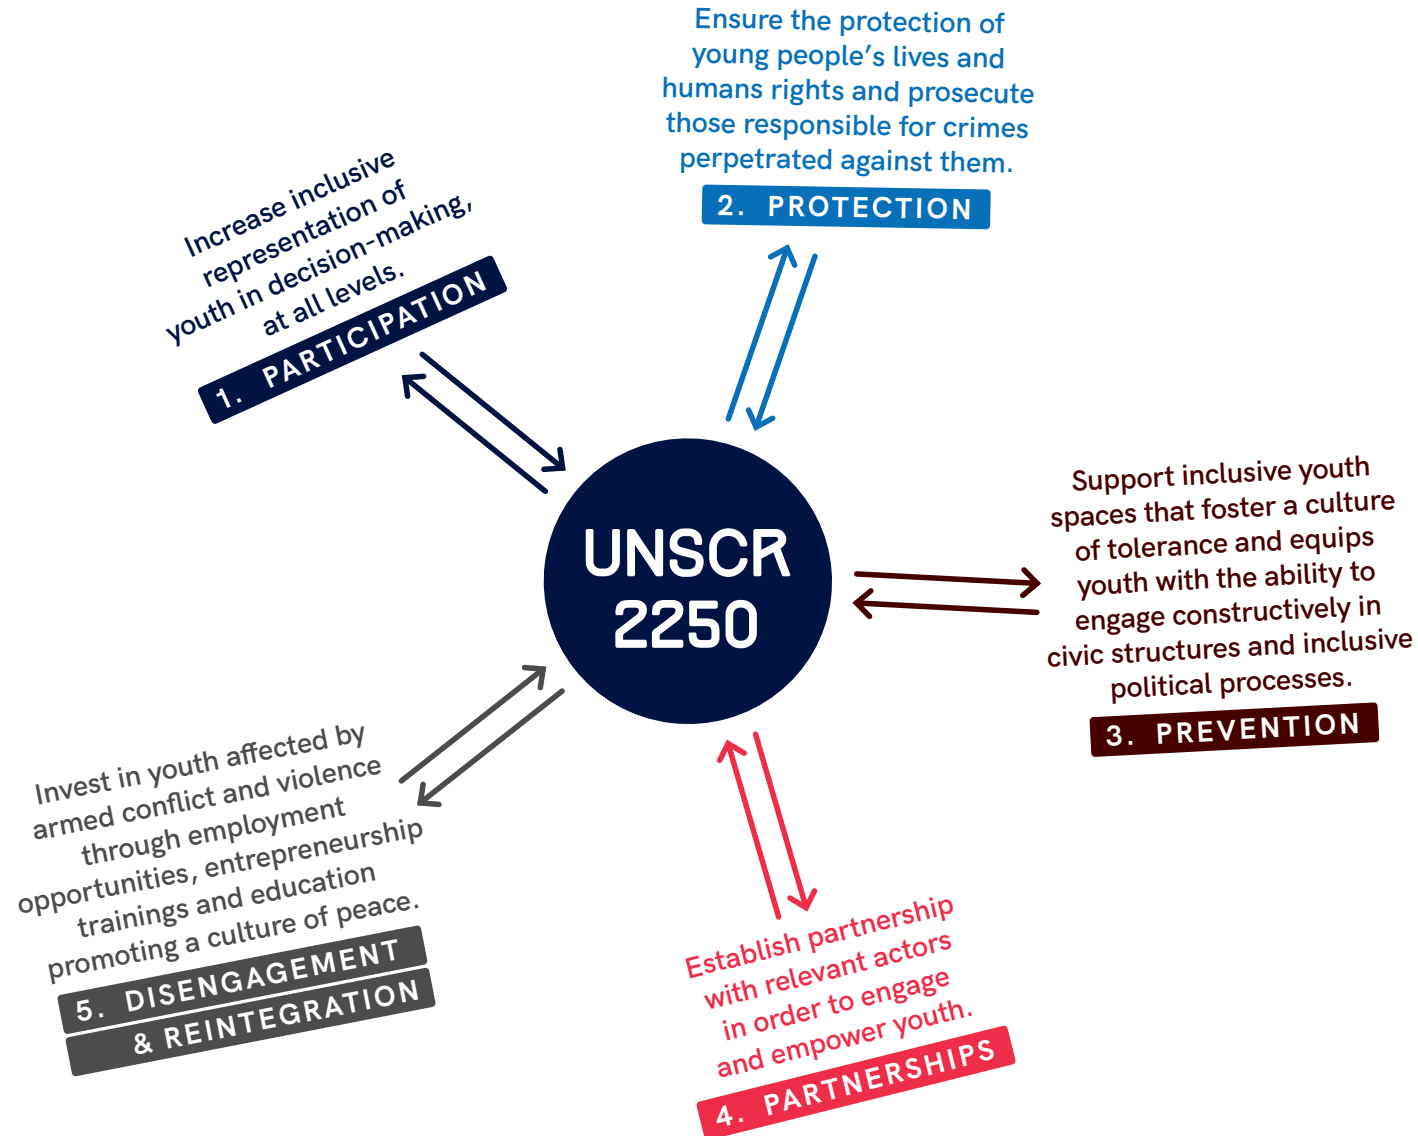 Ensure the protection of
young people’s lives and
humans rights and prosecute
those responsible for crimes
perpetrated against them.
2. PROTECTION
Increase inclusive
representation of
youth in decision-making,
at all levels.
1. PARTICIPATION
UNSCR
2250
Support inclusive youth
spaces that foster a culture
of tolerance and equips
youth with the ability to
engage constructively in
civic structures and inclusive
political processes.
3. PREVENTION
Invest in youth affected by
armed conflict and violence
through employment
opportunities, entrepreneurship
trainings and education
promoting a culture of peace.
5. DISENGAGEMENT
& REINTEGRATION
Establish partnership
with relevant actors
in order to engage
and empower youth.
4. PARTNERSHIPS